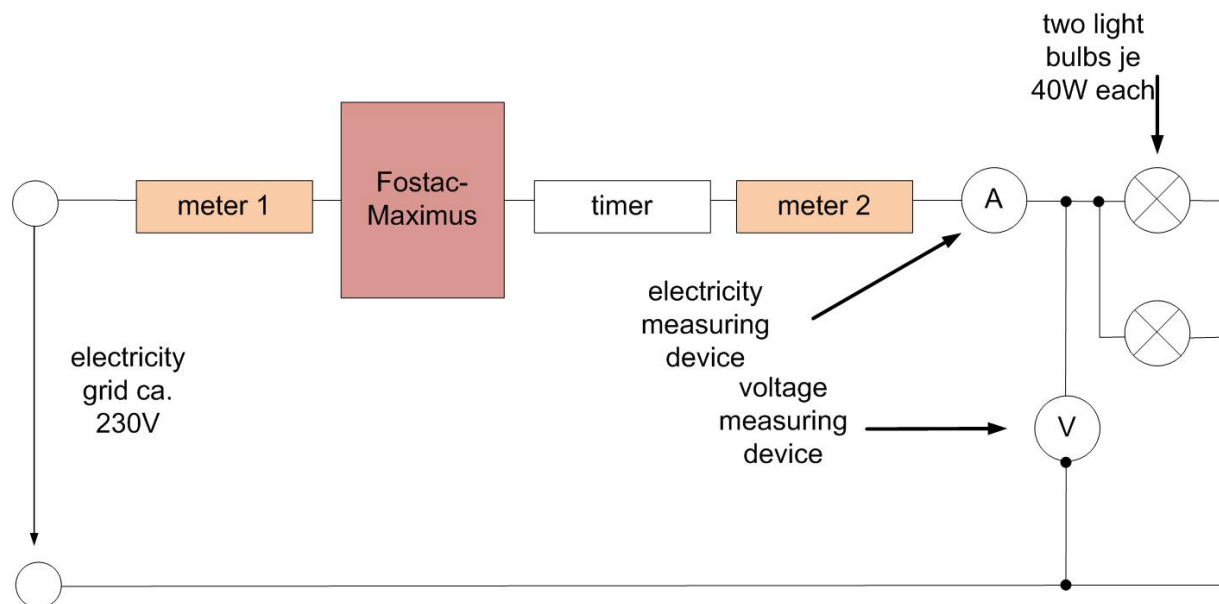 two light
bulbs je
40W each
meter 1
Fostac-
Maximus
timer
meter 2
A
electricity
measuring
device
electricity
grid ca.
230V
voltage
measuring
device
V